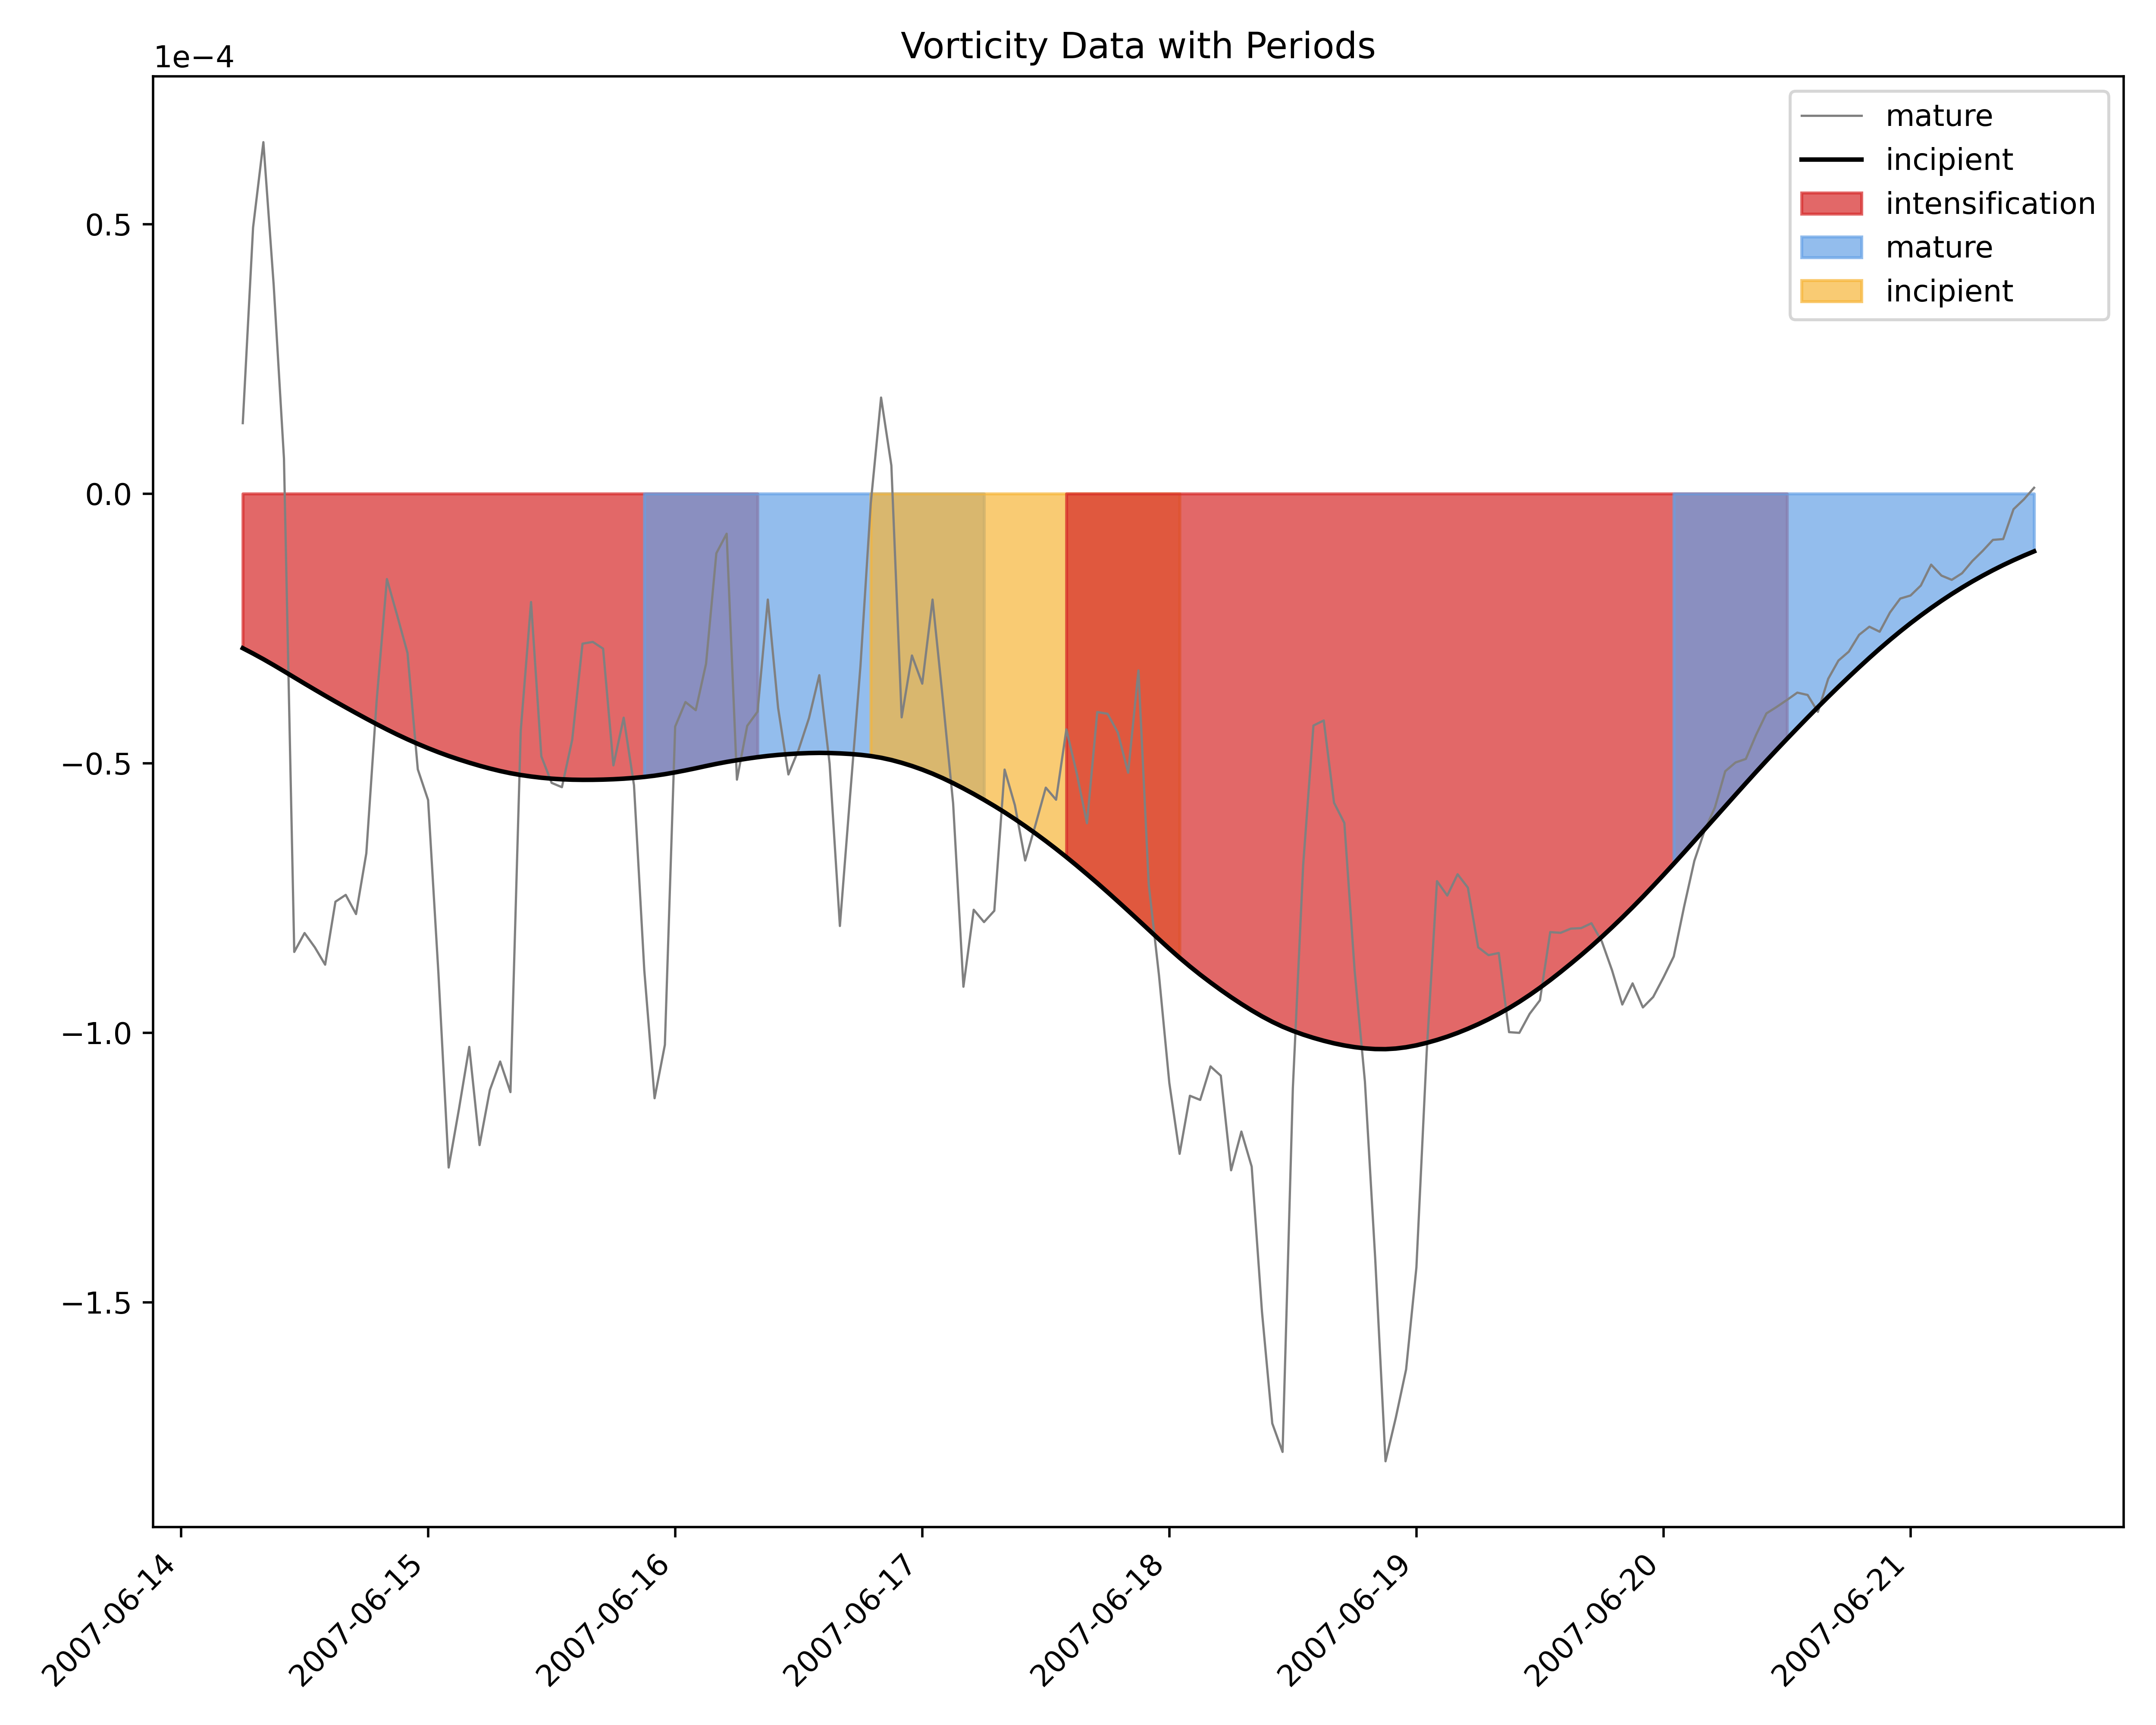 Vorticity Data with Periods
1e−4
mature
incipient
intensification
mature
incipient
0.5
0.0
−0.5
−1.0
−1.5
2007-06-14
2007-06-15
2007-06-16
2007-06-17
2007-06-18
2007-06-19
2007-06-20
2007-06-21